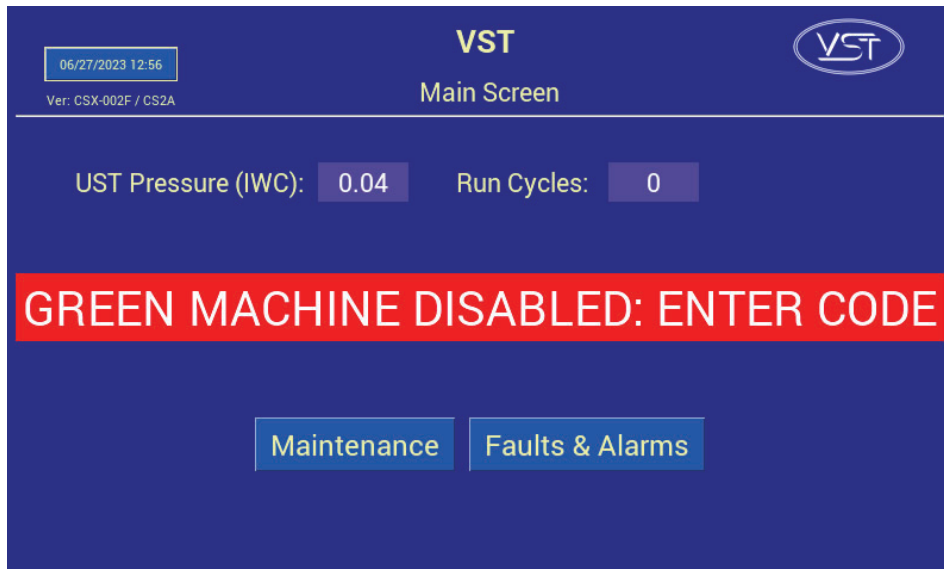 VST
VST
06/27/2023 12:56
Main Screen
Ver: CSX-002F / CS2A
UST Pressure (IWC): 0.04 Run Cycles: 0
GREEN MACHINE DISABLED: ENTER CODE
Maintenance Faults & Alarms